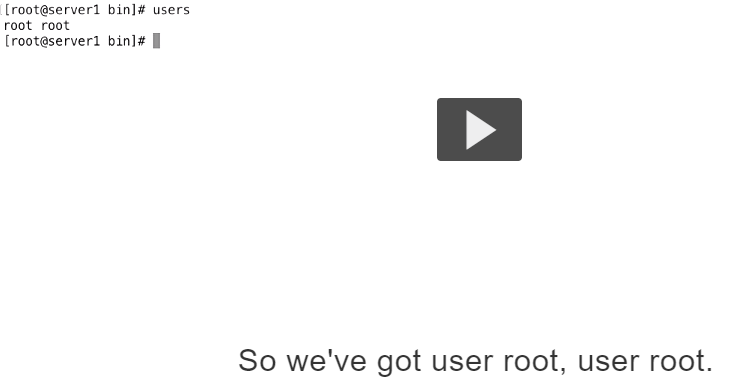 [[root@server1 bin]# users
root root
[root@server1 bin]#
So we've got user root, user root.